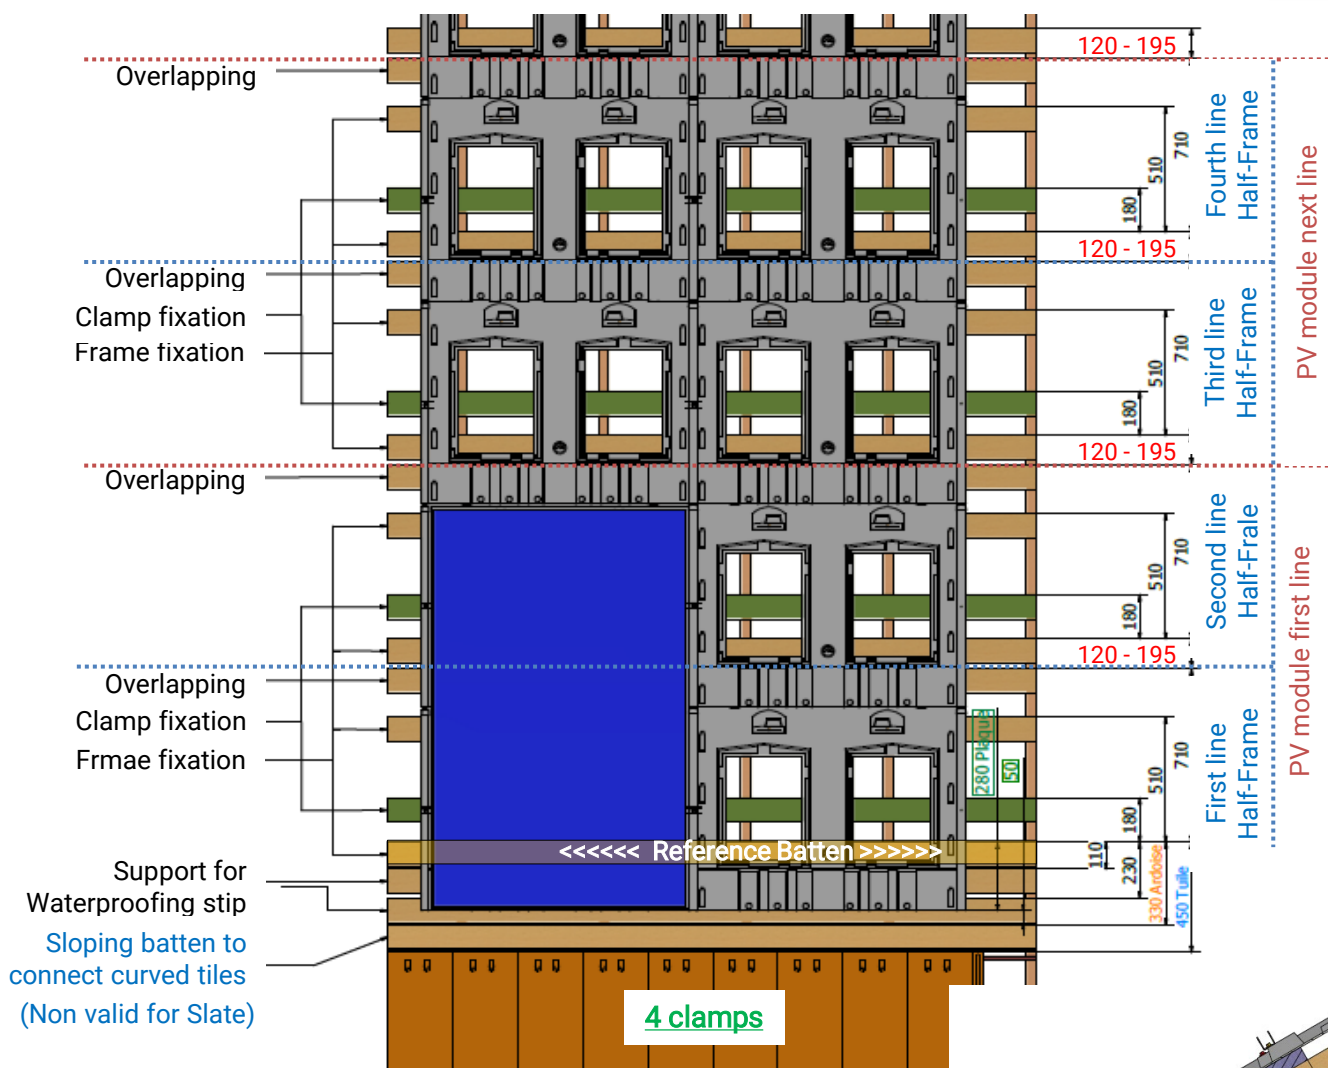 120 - 195
Overlapping
710
510
180
Fourth line
Half-Frame
PV module next line
120 - 195
Overlapping
Clamp fixation
Frame fixation
710
510
180
Third line
Half-Frame
120 - 195
Overlapping
710
510
180
Second line
Half-Frale
PV module first line
120 - 195
Overlapping
Clamp fixation
Frmae fixation
280 Plaque
50
710
510
180
First line
Half-Frame
<<<<<< Reference Batten >>>>>>
110
230
330 Ardoise
450 Tuile
Support for
Waterproofing stip
Sloping batten to
connect curved tiles
(Non valid for Slate)
4 clamps